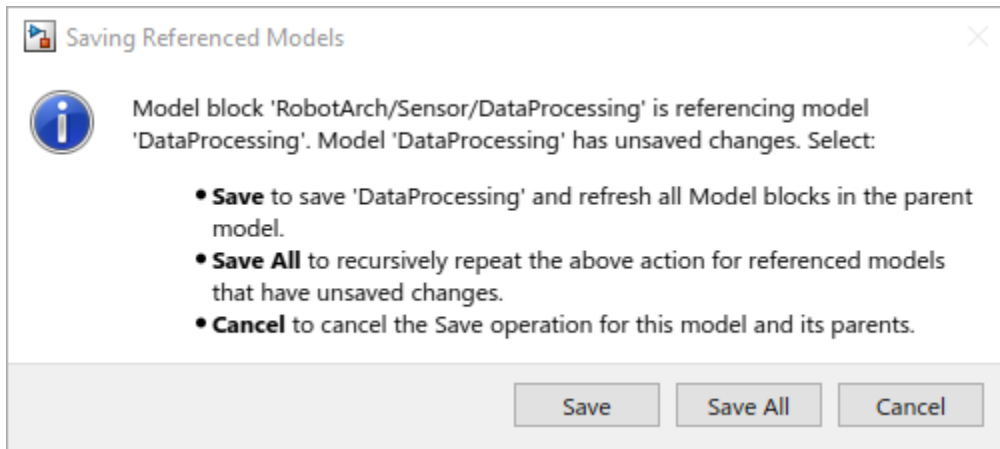 Saving Referenced Models
Model block 'RobotArch/Sensor/DataProcessing' is referencing model
'DataProcessing'. Model 'DataProcessing' has unsaved changes. Select:
• Save to save 'DataProcessing' and refresh all Model blocks in the parent
model.
• Save All to recursively repeat the above action for referenced models
that have unsaved changes.
• Cancel to cancel the Save operation for this model and its parents.
Save Save All Cancel